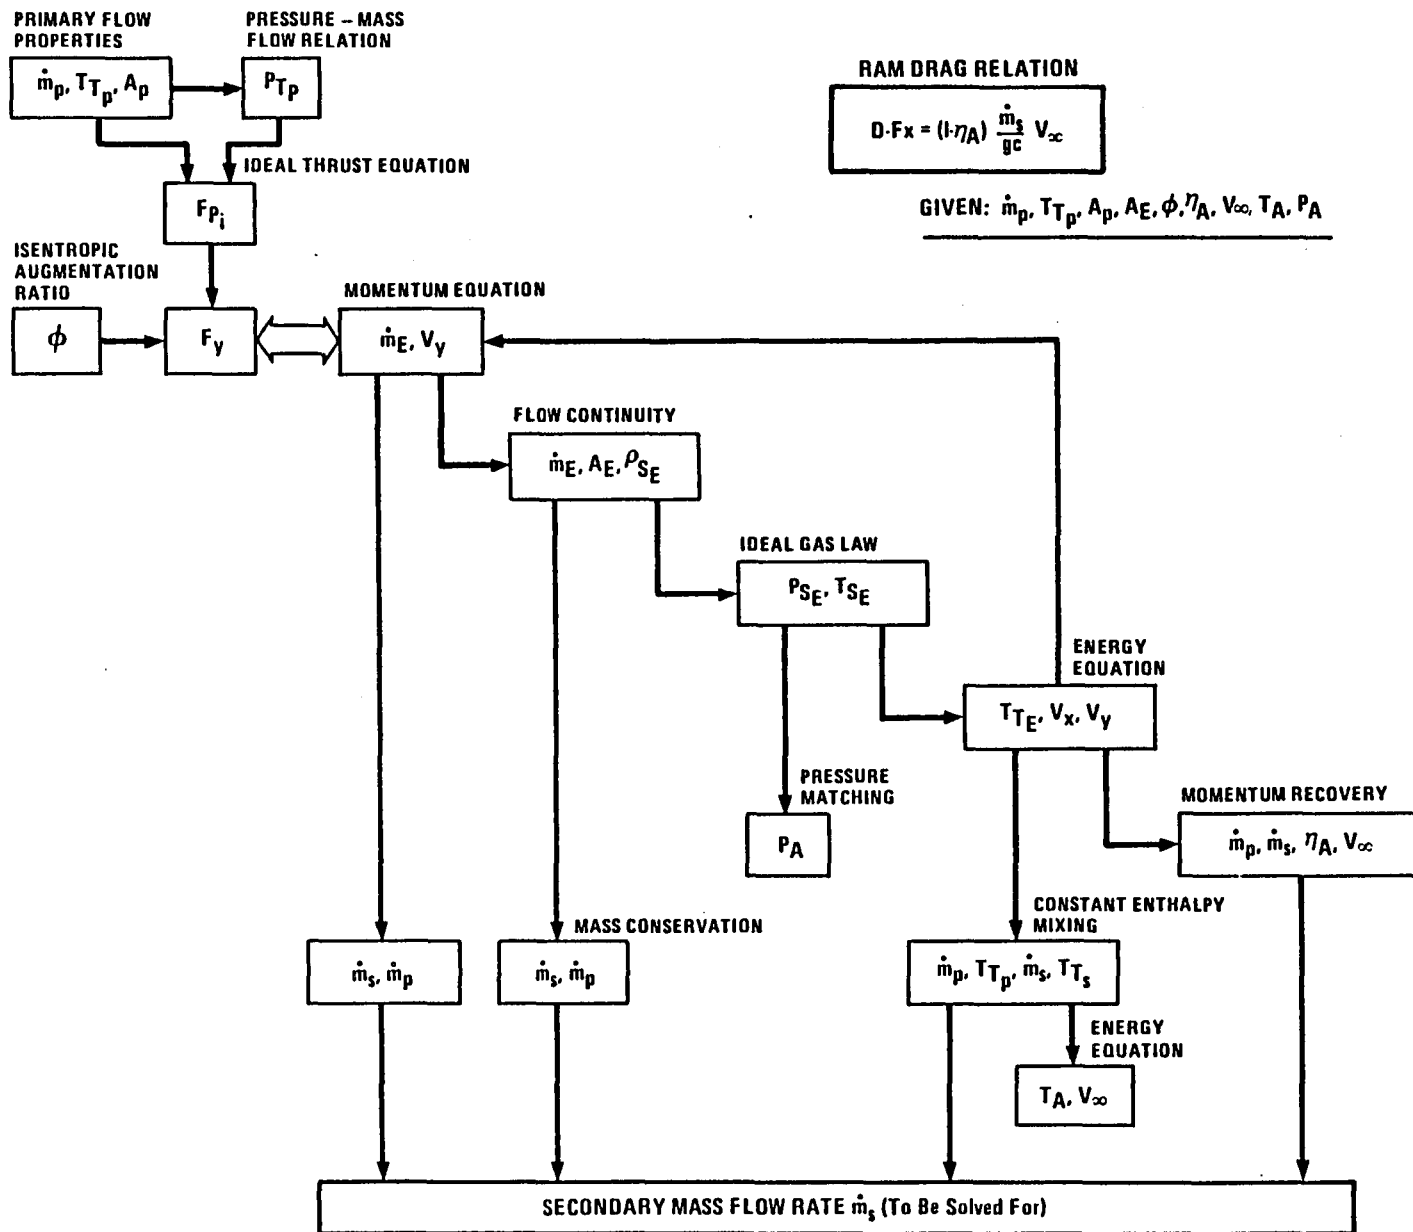 PRIMARY FLOW
PROPERTIES
ṁp, TTp, Ap
PRESSURE – MASS
FLOW RELATION
PTp
RAM DRAG RELATION
D-Fx = (I-ηA) ṁs/gc V∞
GIVEN: ṁp, TTp, Ap, AE, ϕ, ηA, V∞, TA, PA
IDEAL THRUST EQUATION
FPi
ISENTROPIC
AUGMENTATION
RATIO
ϕ
Fy
MOMENTUM EQUATION
ṁE, Vy
FLOW CONTINUITY
ṁE, AE, ρSE
IDEAL GAS LAW
PSE, TSE
ENERGY
EQUATION
TTE, Vx, Vy
PRESSURE
MATCHING
PA
MOMENTUM RECOVERY
ṁp, ṁs, ηA, V∞
MASS CONSERVATION
ṁs, ṁp
ṁs, ṁp
CONSTANT ENTHALPY
MIXING
ṁp, TTp, ṁs, TTs
ENERGY
EQUATION
TA, V∞
SECONDARY MASS FLOW RATE ṁs (To Be Solved For)